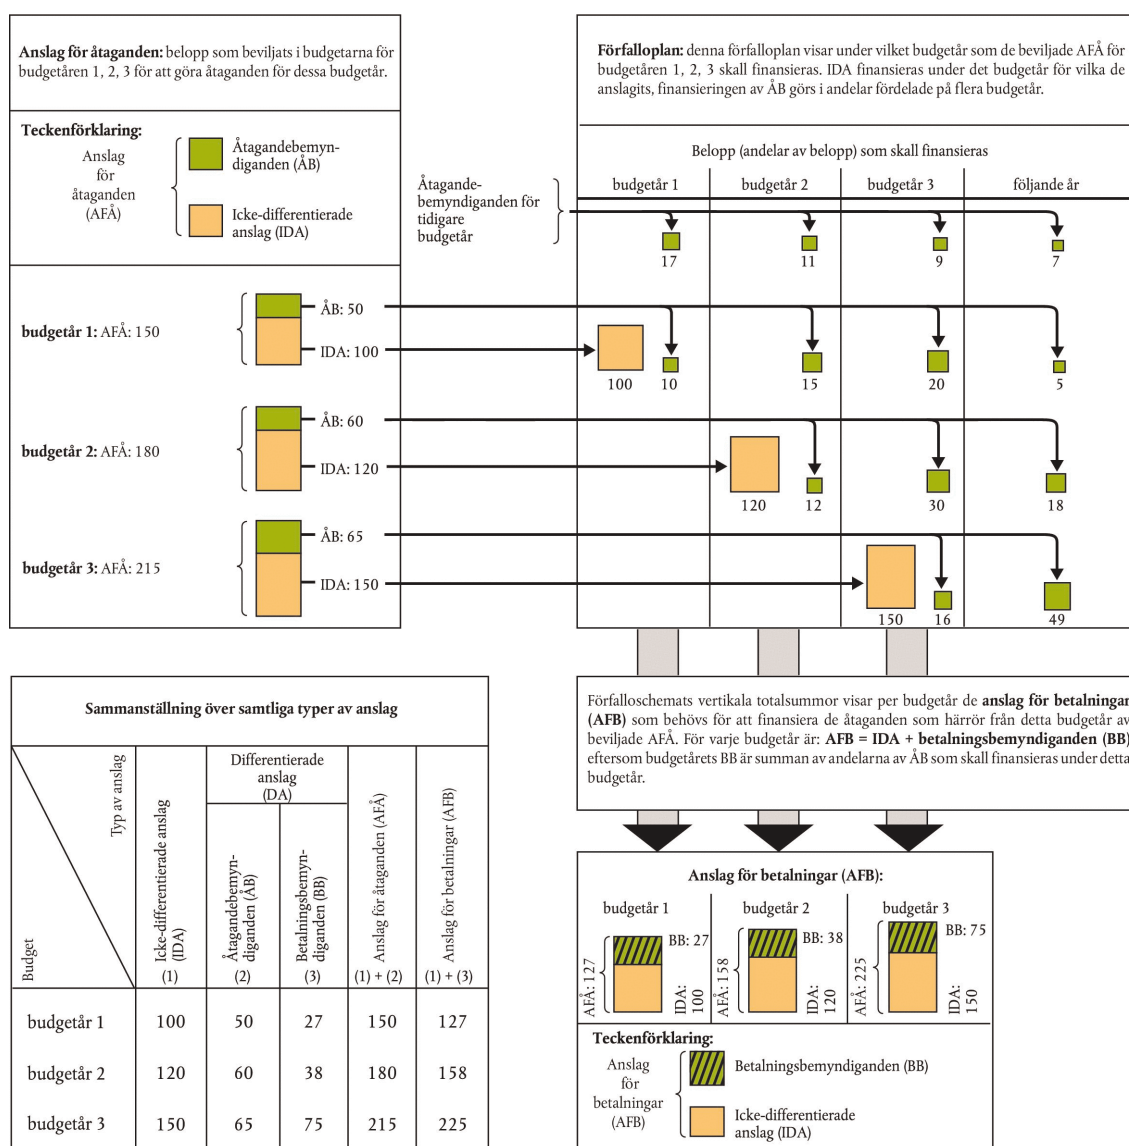 Anslag för åtaganden: belopp som beviljats i budgetarna för
budgetåren 1, 2, 3 för att göra åtaganden för dessa budgetår.
Teckenförklaring:
Anslag
för
åtaganden
(AFÅ)
Åtagandebemyn-
diganden (ÅB)
Icke-differentierade
anslag (IDA)
budgetår 1: AFÅ: 150
ÅB: 50
IDA: 100
budgetår 2: AFÅ: 180
ÅB: 60
IDA: 120
budgetår 3: AFÅ: 215
ÅB: 65
IDA: 150
Förfalloplan: denna förfalloplan visar under vilket budgetår som de beviljade AFÅ för
budgetåren 1, 2, 3 skall finansieras. IDA finansieras under det budgetår för vilka de
anslagits, finansieringen av ÅB görs i andelar fördelade på flera budgetår.
Belopp (andelar av belopp) som skall finansieras
budgetår 1 budgetår 2 budgetår 3 följande år
Åtagande-
bemyndiganden för
tidigare
budgetår
17 11 9 7
100 10 15 20 5
120 12 30 18
150 16 49
Förfalloschemats vertikala totalsummor visar per budgetår de anslag för betalningar
(AFB) som behövs för att finansiera de åtaganden som härrör från detta budgetår av
beviljade AFÅ. För varje budgetår är: AFB = IDA + betalningsbemyndiganden (BB)
eftersom budgetårets BB är summan av andelarna av ÅB som skall finansieras under detta
budgetår.
Sammanställning över samtliga typer av anslag
Typ av anslag
Budget
Icke-differentierade anslag
(IDA)
(1)
Differentierade
anslag
(DA)
Åtagandebemyn-
diganden (ÅB)
(2)
Betalningsbemyn-
diganden (BB)
(3)
Anslag för åtaganden (AFÅ)
(1) + (2)
Anslag för betalningar (AFB)
(1) + (3)
budgetår 1 100 50 27 150 127
budgetår 2 120 60 38 180 158
budgetår 3 150 65 75 215 225
Anslag för betalningar (AFB):
budgetår 1 budgetår 2 budgetår 3
AFÅ: 127
BB: 27
IDA:
100
AFÅ: 158
BB: 38
IDA:
120
AFÅ: 225
BB: 75
IDA:
150
Teckenförklaring:
Anslag
för
betalningar
(AFB)
Betalningsbemyndiganden (BB)
Icke-differentierade
anslag (IDA)